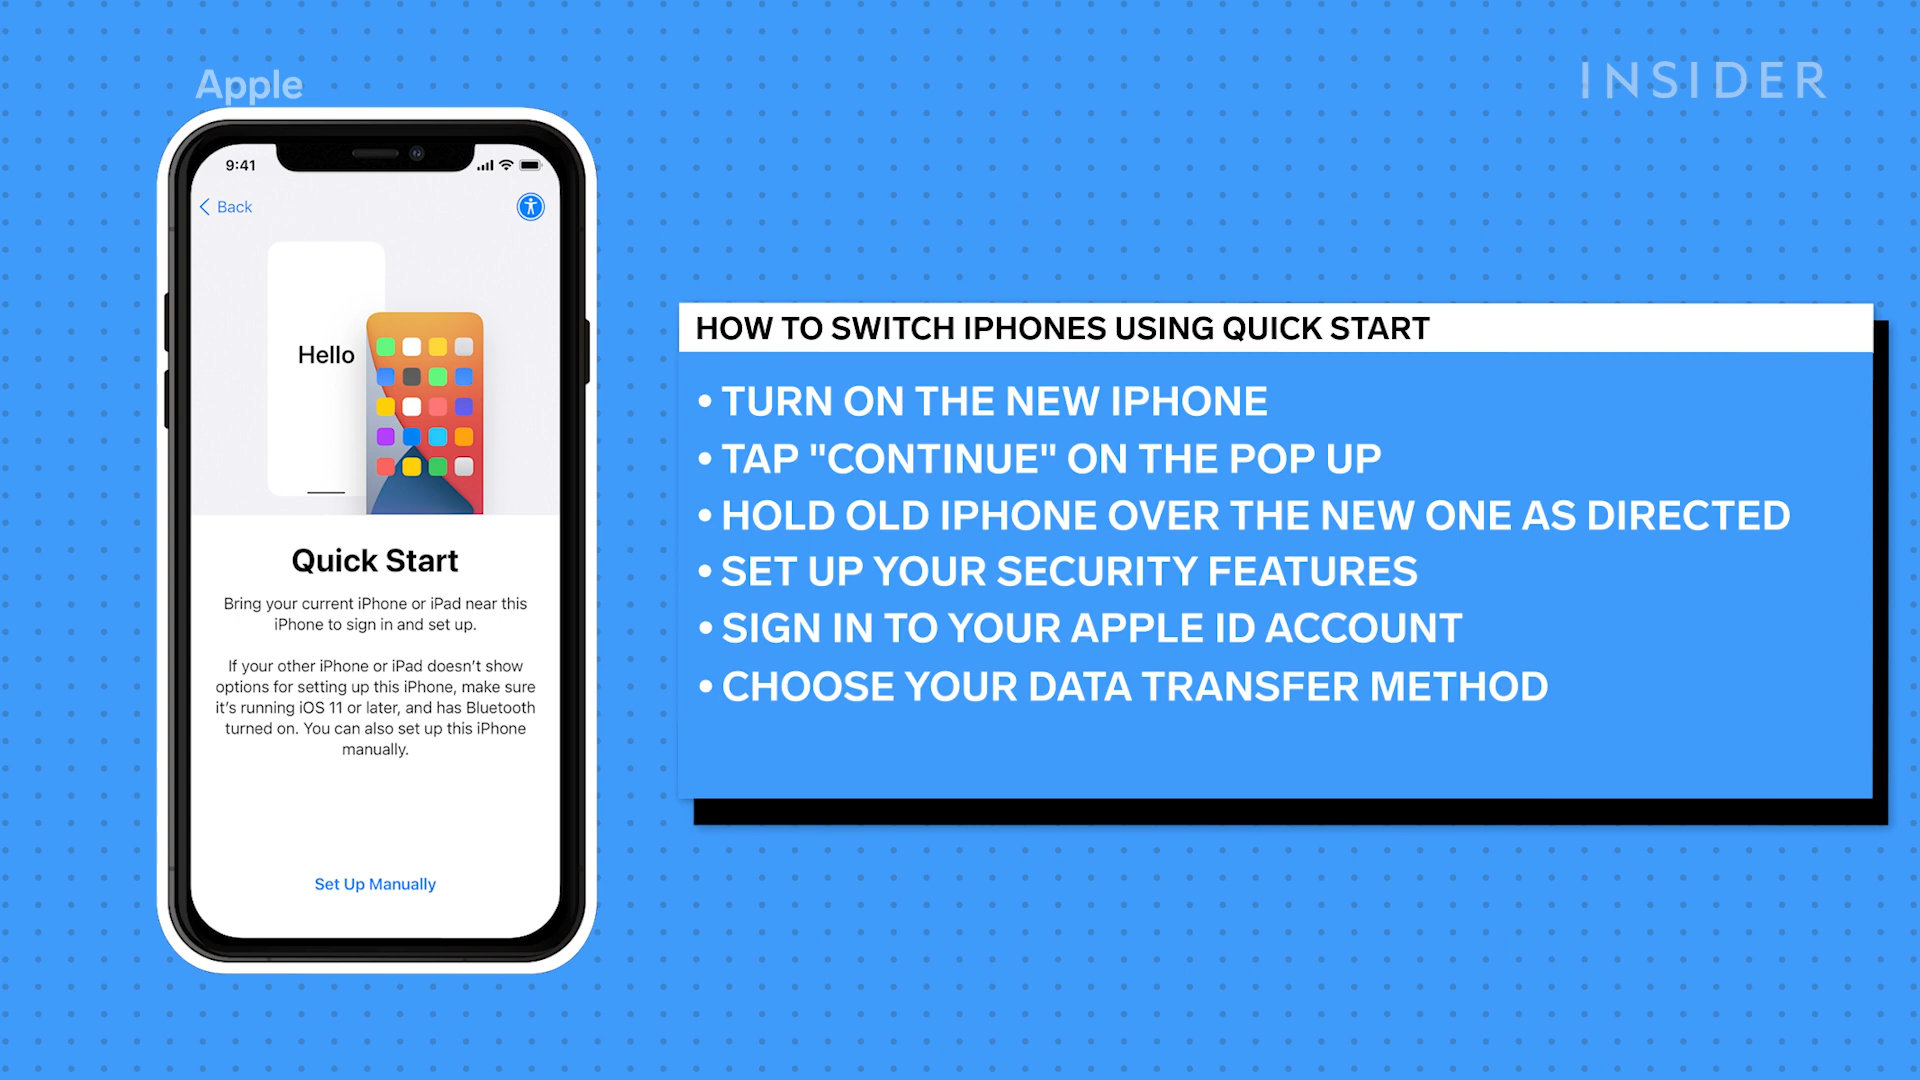 Apple
INSIDER
9:41
Back
Hello
Quick Start
Bring your current iPhone or iPad near this
iPhone to sign in and set up.
If your other iPhone or iPad doesn't show
options for setting up this iPhone, make sure
it's running iOS 11 or later, and has Bluetooth
turned on. You can also set up this iPhone
manually.
Set Up Manually
HOW TO SWITCH IPHONES USING QUICK START
• TURN ON THE NEW IPHONE
• TAP "CONTINUE" ON THE POP UP
• HOLD OLD IPHONE OVER THE NEW ONE AS DIRECTED
• SET UP YOUR SECURITY FEATURES
• SIGN IN TO YOUR APPLE ID ACCOUNT
• CHOOSE YOUR DATA TRANSFER METHOD